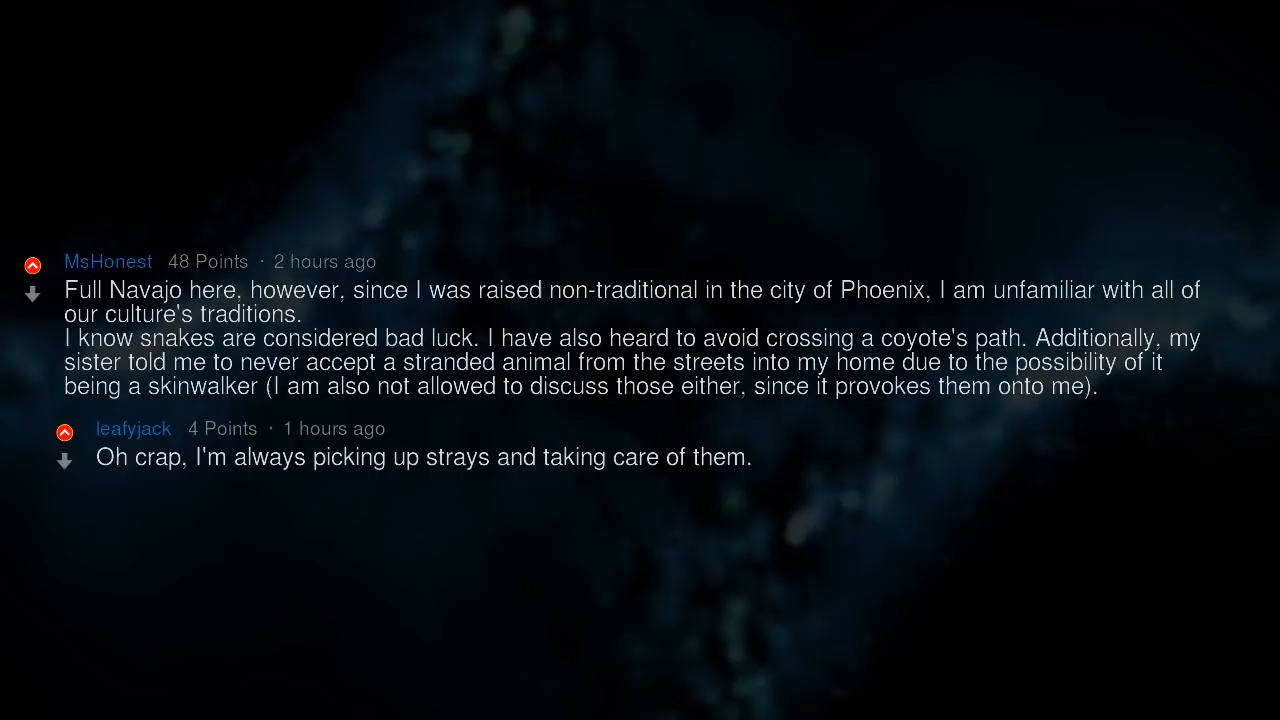 MsHonest 48 Points · 2 hours ago
Full Navajo here, however, since I was raised non-traditional in the city of Phoenix, I am unfamiliar with all of
our culture's traditions.
I know snakes are considered bad luck. I have also heard to avoid crossing a coyote's path. Additionally, my
sister told me to never accept a stranded animal from the streets into my home due to the possibility of it
being a skinwalker (I am also not allowed to discuss those either, since it provokes them onto me).
leafyjack 4 Points · 1 hours ago
Oh crap, I'm always picking up strays and taking care of them.